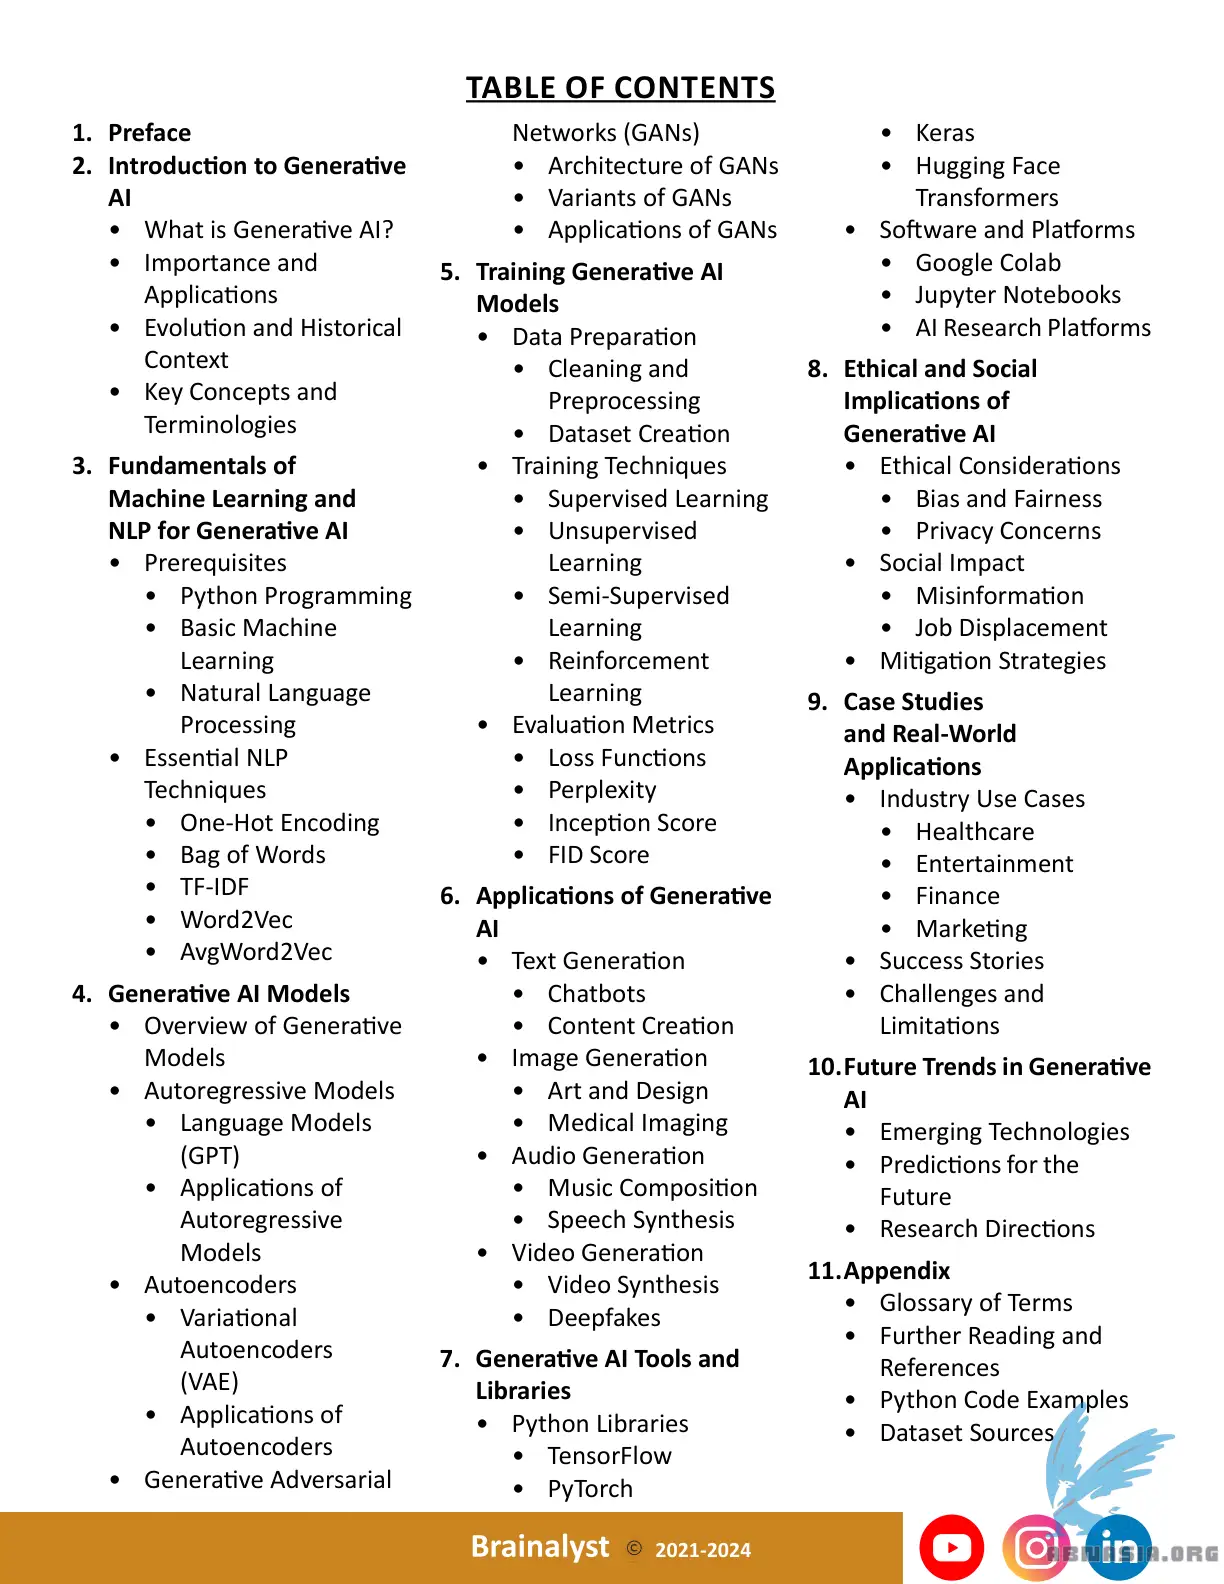 TABLE OF CONTENTS
1. Preface
2. Introduction to Generative
AI
• What is Generative AI?
• Importance and
Applications
• Evolution and Historical
Context
• Key Concepts and
Terminologies
3. Fundamentals of
Machine Learning and
NLP for Generative AI
• Prerequisites
• Python Programming
• Basic Machine
Learning
• Natural Language
Processing
• Essential NLP
Techniques
• One-Hot Encoding
• Bag of Words
• TF-IDF
• Word2Vec
• AvgWord2Vec
4. Generative AI Models
• Overview of Generative
Models
• Autoregressive Models
• Language Models
(GPT)
• Applications of
Autoregressive
Models
• Autoencoders
• Variational
Autoencoders
(VAE)
• Applications of
Autoencoders
• Generative Adversarial
Networks (GANs)
• Architecture of GANs
• Variants of GANs
• Applications of GANs
5. Training Generative AI
Models
• Data Preparation
• Cleaning and
Preprocessing
• Dataset Creation
• Training Techniques
• Supervised Learning
• Unsupervised
Learning
• Semi-Supervised
Learning
• Reinforcement
Learning
• Evaluation Metrics
• Loss Functions
• Perplexity
• Inception Score
• FID Score
6. Applications of Generative
AI
• Text Generation
• Chatbots
• Content Creation
• Image Generation
• Art and Design
• Medical Imaging
• Audio Generation
• Music Composition
• Speech Synthesis
• Video Generation
• Video Synthesis
• Deepfakes
7. Generative AI Tools and
Libraries
• Python Libraries
• TensorFlow
• PyTorch
• Keras
• Hugging Face
Transformers
• Software and Platforms
• Google Colab
• Jupyter Notebooks
• AI Research Platforms
8. Ethical and Social
Implications of
Generative AI
• Ethical Considerations
• Bias and Fairness
• Privacy Concerns
• Social Impact
• Misinformation
• Job Displacement
• Mitigation Strategies
9. Case Studies
and Real-World
Applications
• Industry Use Cases
• Healthcare
• Entertainment
• Finance
• Marketing
• Success Stories
• Challenges and
Limitations
10. Future Trends in Generative
AI
• Emerging Technologies
• Predictions for the
Future
• Research Directions
11. Appendix
• Glossary of Terms
• Further Reading and
References
• Python Code Examples
• Dataset Sources
Brainalyst © 2021-2024
in
ABWASIA.ORG